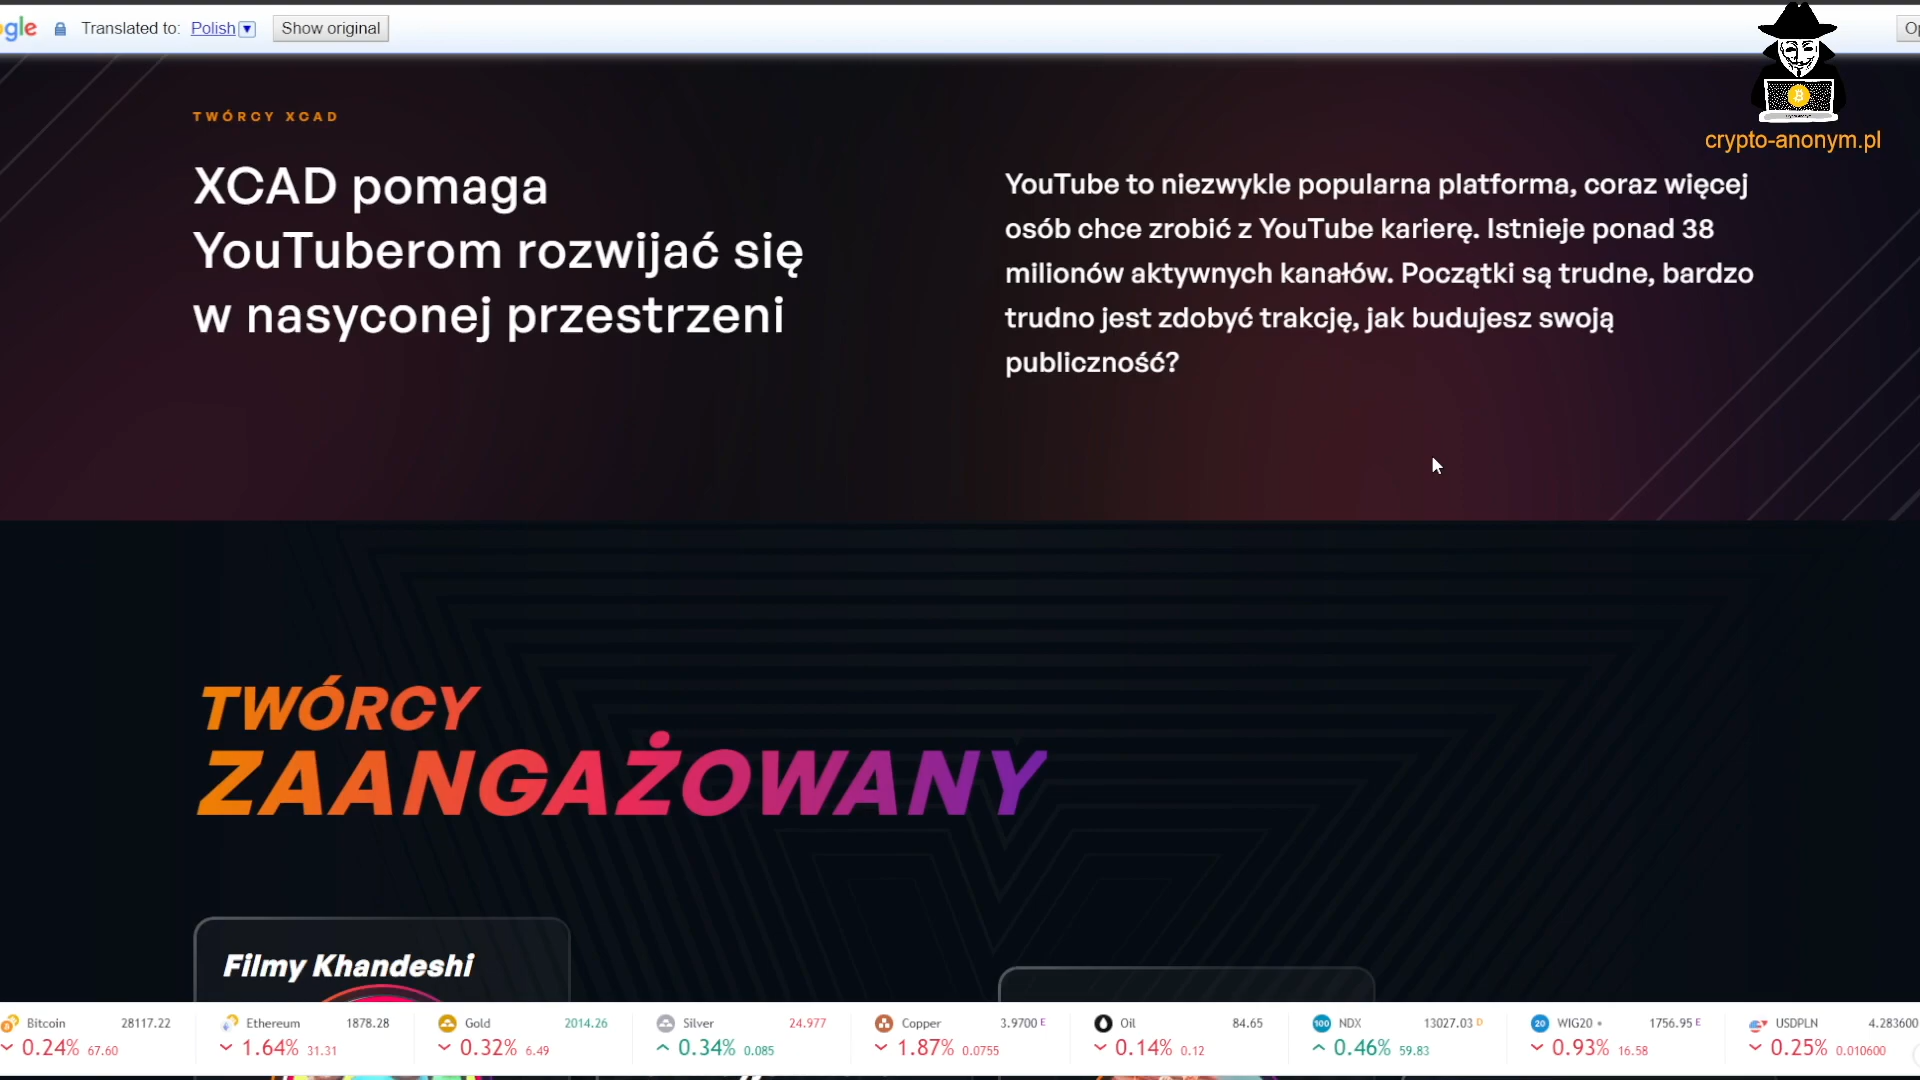 Translated to: Polish Show original
crypto-anonym.pl
TWÓRCY XCAD
XCAD pomaga
YouTuberom rozwijać się
w nasyconej przestrzeni
YouTube to niezwykle popularna platforma, coraz więcej
osób chce zrobić z YouTube karierę. Istnieje ponad 38
milionów aktywnych kanałów. Początki są trudne, bardzo
trudno jest zdobyć trakcję, jak budujesz swoją
publiczność?
TWÓRCY
ZAANGAŻOWANY
Filmy Khandeshi
Bitcoin 28117.22
0.24% 67.60
Ethereum 1878.28
1.64% 31.31
Gold 2014.26
0.32% 6.49
Silver 24.977
0.34% 0.085
Copper 3.9700 E
1.87% 0.0755
Oil 84.65
0.14% 0.12
100 NDX 13027.03 D
0.46% 59.83
20 WIG20 1756.95 E
0.93% 16.58
USDPLN 4.283600
0.25% 0.010600